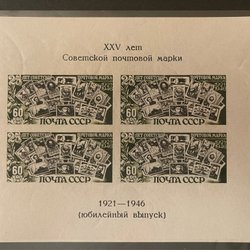 XXV лет
Советской почтовой марки
60
ПОЧТА СССР
60
ПОЧТА СССР
60
ПОЧТА СССР
60
ПОЧТА СССР
1921—1946
(юбилейный выпуск)